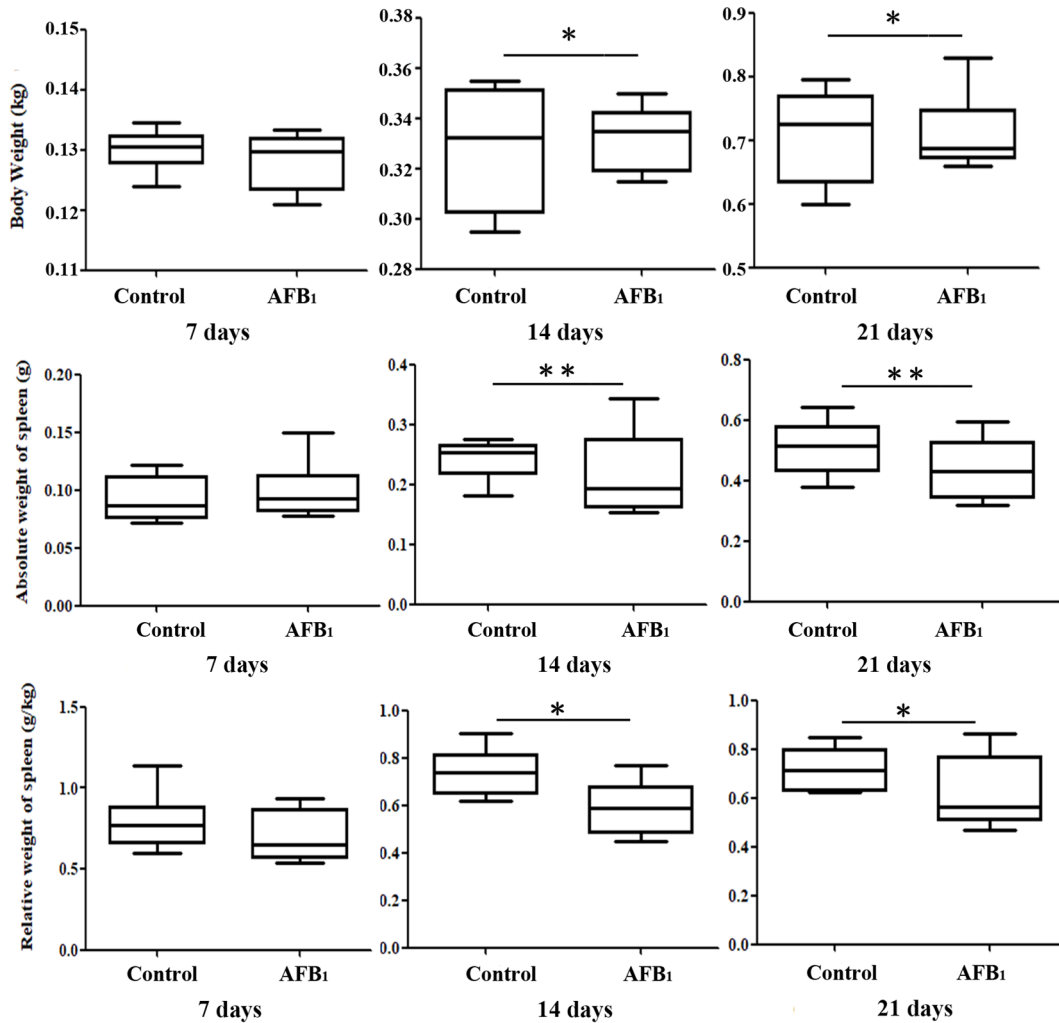 Body Weight (kg)
0.15
0.14
0.13
0.12
0.11
Control AFB1
7 days
0.38
0.36
0.34
0.32
0.30
0.28
*
Control AFB1
14 days
0.9
0.8
0.7
0.6
0.5
*
Control AFB1
21 days
Absolute weight of spleen (g)
0.20
0.15
0.10
0.05
0.00
Control AFB1
7 days
0.4
0.3
0.2
0.1
0.0
* *
Control AFB1
14 days
0.8
0.6
0.4
0.2
0.0
* *
Control AFB1
21 days
Relative weight of spleen (g/kg)
1.5
1.0
0.5
0.0
Control AFB1
7 days
1.0
0.8
0.6
0.4
0.2
0.0
*
Control AFB1
14 days
1.0
0.8
0.6
0.4
0.2
0.0
*
Control AFB1
21 days